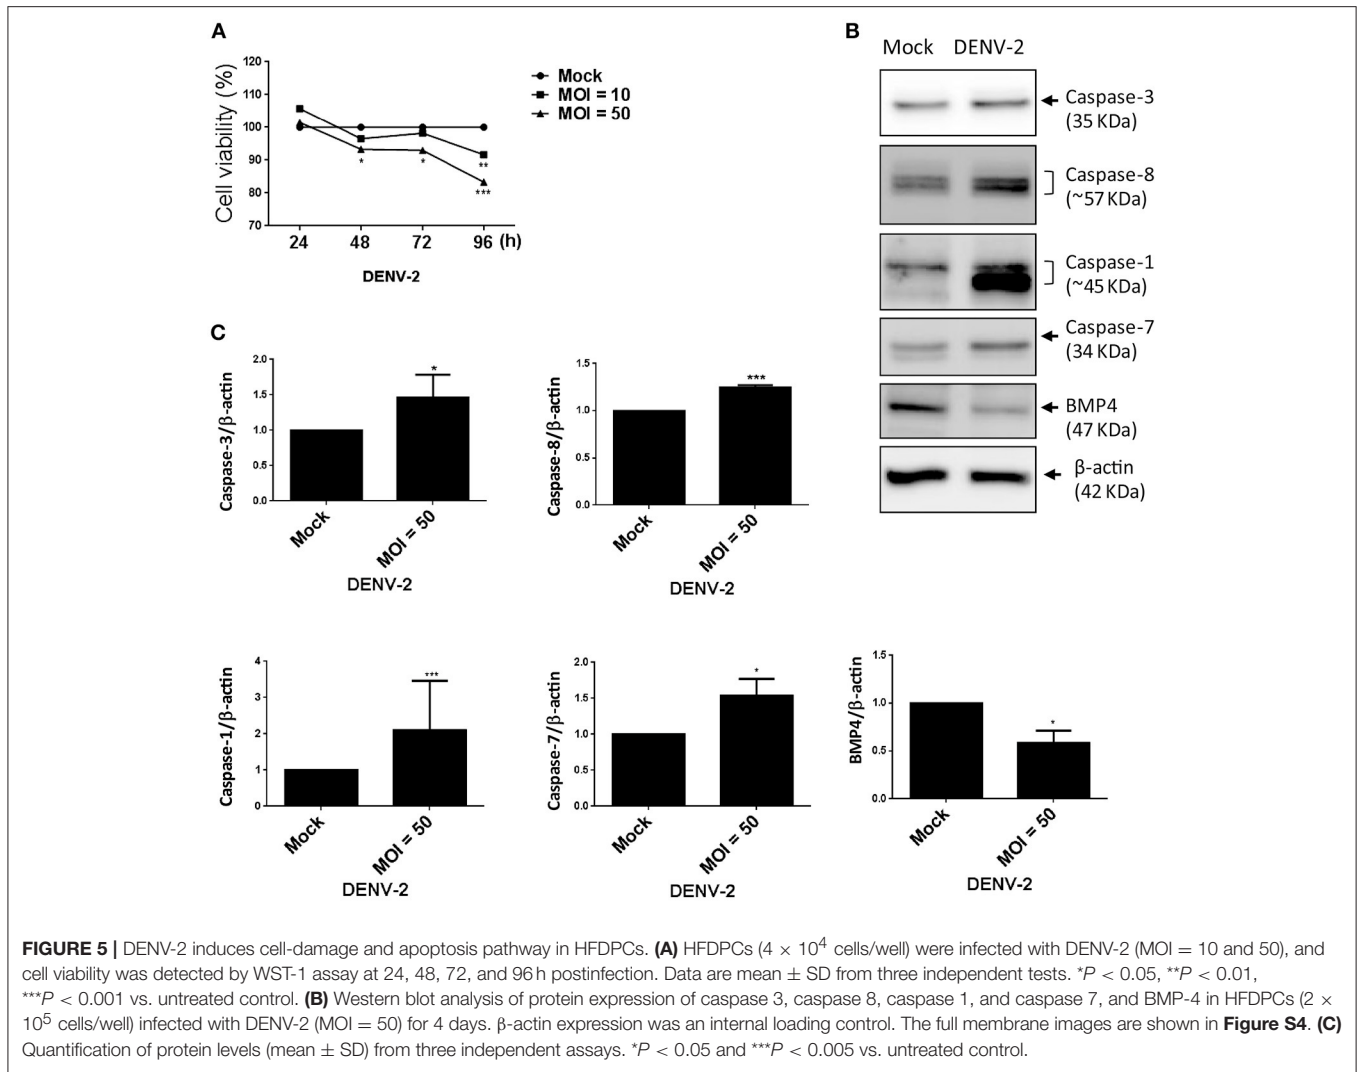 A
Cell viability (%)
120
110
100
90
80
70
Mock
MOI = 10
MOI = 50
*
*
**
***
24 48 72 96 (h)
DENV-2
B
Mock DENV-2
Caspase-3
(35 KDa)
Caspase-8
(~57 KDa)
Caspase-1
(~45 KDa)
Caspase-7
(34 KDa)
BMP4
(47 KDa)
β-actin
(42 KDa)
C
Caspase-3/β-actin
2.0
1.5
1.0
0.5
0.0
*
Mock
MOI = 50
DENV-2
Caspase-8/β-actin
1.5
1.0
0.5
0.0
***
Mock
MOI = 50
DENV-2
Caspase-1/β-actin
4
3
2
1
0
***
Mock
MOI = 50
DENV-2
Caspase-7/β-actin
2.0
1.5
1.0
0.5
0.0
*
Mock
MOI = 50
DENV-2
BMP4/β-actin
1.5
1.0
0.5
0.0
*
Mock
MOI = 50
DENV-2
FIGURE 5 | DENV-2 induces cell-damage and apoptosis pathway in HFDPCs. (A) HFDPCs (4 × 10⁴ cells/well) were infected with DENV-2 (MOI = 10 and 50), and
cell viability was detected by WST-1 assay at 24, 48, 72, and 96 h postinfection. Data are mean ± SD from three independent tests. *P < 0.05, **P < 0.01,
***P < 0.001 vs. untreated control. (B) Western blot analysis of protein expression of caspase 3, caspase 8, caspase 1, and caspase 7, and BMP-4 in HFDPCs (2 ×
10⁵ cells/well) infected with DENV-2 (MOI = 50) for 4 days. β-actin expression was an internal loading control. The full membrane images are shown in Figure S4. (C)
Quantification of protein levels (mean ± SD) from three independent assays. *P < 0.05 and ***P < 0.005 vs. untreated control.